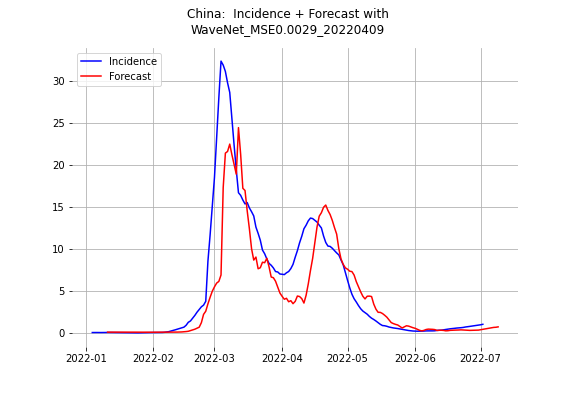 China:  Incidence + Forecast with
WaveNet_MSE0.0029_20220409
Incidence
Forecast
30
25
20
15
10
5
0
2022-01 2022-02 2022-03 2022-04 2022-05 2022-06 2022-07